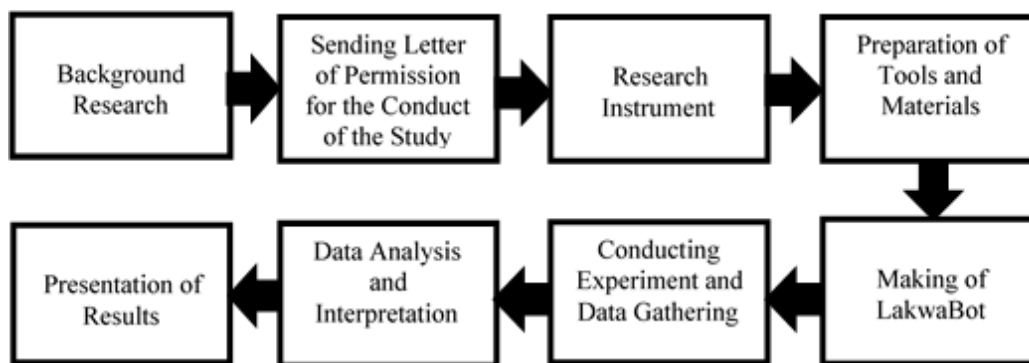 Background
Research
Sending Letter
of Permission
for the Conduct
of the Study
Research
Instrument
Preparation of
Tools and
Materials
Making of
LakwaBot
Conducting
Experiment and
Data Gathering
Data Analysis
and
Interpretation
Presentation of
Results